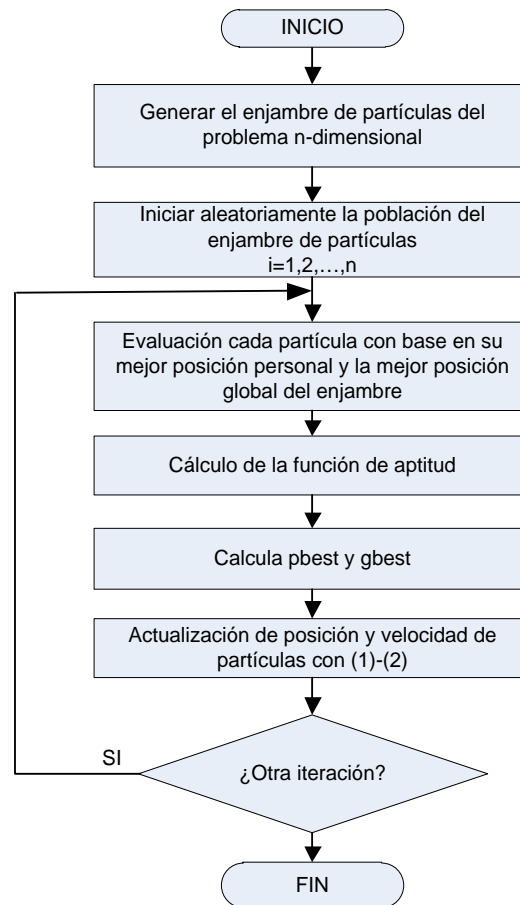 INICIO
Generar el enjambre de partículas del
problema n-dimensional
Iniciar aleatoriamente la población del
enjambre de partículas
i=1,2,…,n
Evaluación cada partícula con base en su
mejor posición personal y la mejor posición
global del enjambre
Cálculo de la función de aptitud
Calcula pbest y gbest
Actualización de posición y velocidad de
partículas con (1)-(2)
SI
¿Otra iteración?
FIN